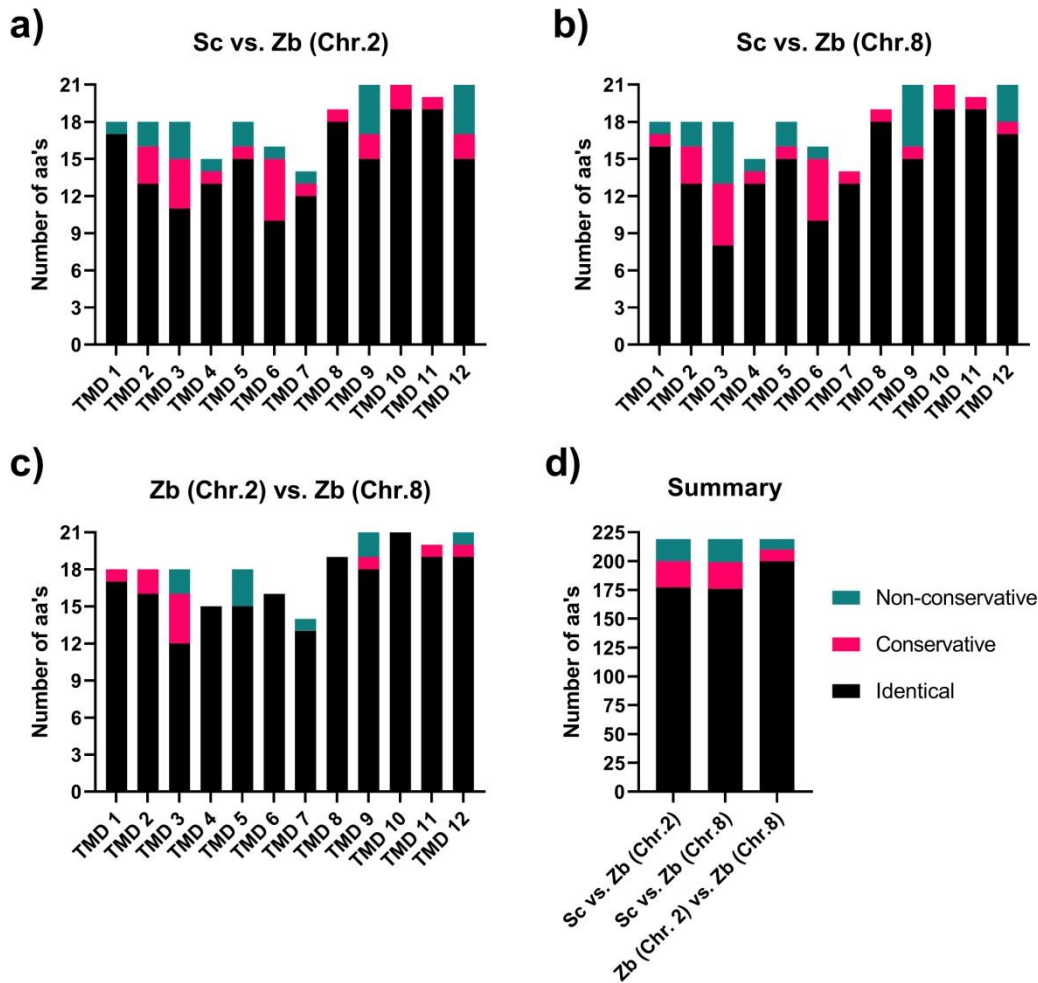 a)
Sc vs. Zb (Chr.2)
Number of aa's
21
18
15
12
9
6
3
0
TMD 1
TMD 2
TMD 3
TMD 4
TMD 5
TMD 6
TMD 7
TMD 8
TMD 9
TMD 10
TMD 11
TMD 12
b)
Sc vs. Zb (Chr.8)
Number of aa's
21
18
15
12
9
6
3
0
TMD 1
TMD 2
TMD 3
TMD 4
TMD 5
TMD 6
TMD 7
TMD 8
TMD 9
TMD 10
TMD 11
TMD 12
c)
Zb (Chr.2) vs. Zb (Chr.8)
Number of aa's
21
18
15
12
9
6
3
0
TMD 1
TMD 2
TMD 3
TMD 4
TMD 5
TMD 6
TMD 7
TMD 8
TMD 9
TMD 10
TMD 11
TMD 12
d)
Summary
Number of aa's
225
200
175
150
125
100
75
50
25
0
Sc vs. Zb (Chr.2)
Sc vs. Zb (Chr.8)
Zb (Chr. 2) vs. Zb (Chr.8)
Non-conservative
Conservative
Identical